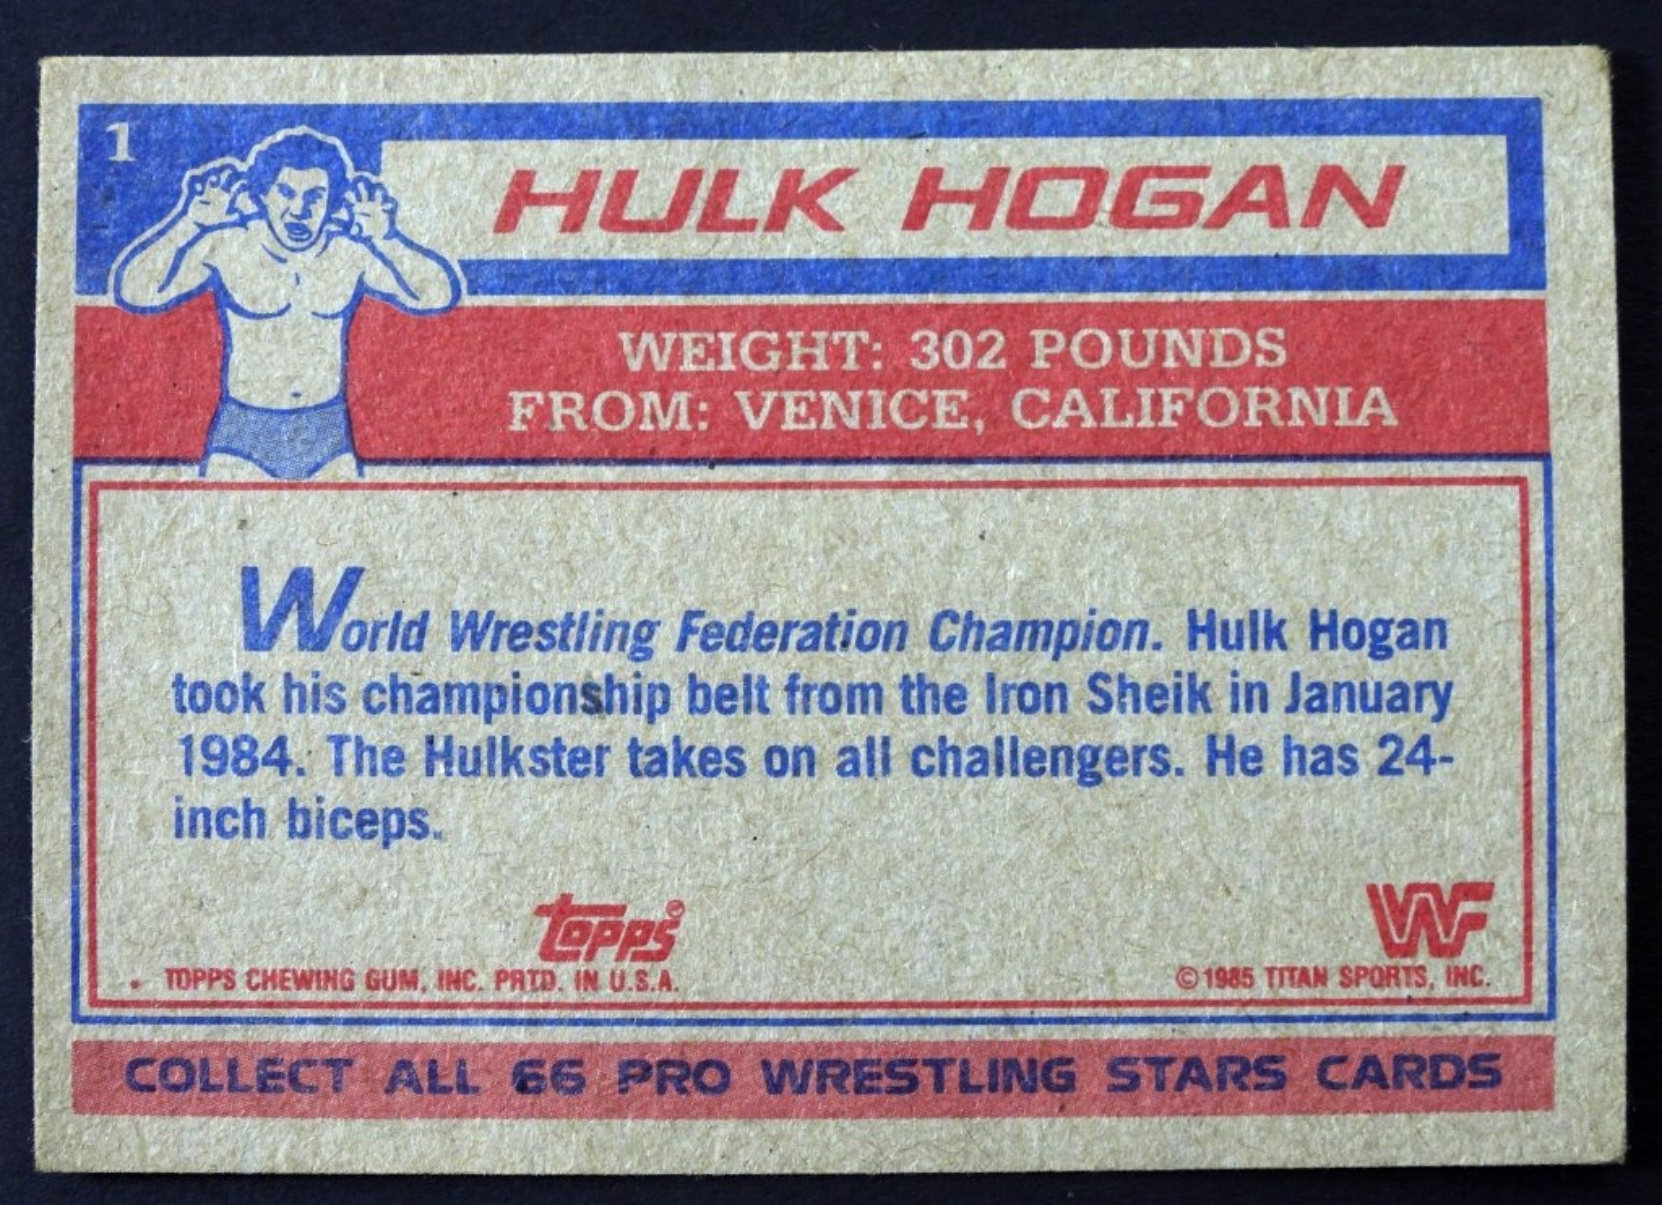 1
HULK HOGAN
WEIGHT: 302 POUNDS
FROM: VENICE, CALIFORNIA
World Wrestling Federation Champion. Hulk Hogan
took his championship belt from the Iron Sheik in January
1984. The Hulkster takes on all challengers. He has 24-
inch biceps.
topps®
WF
TOPPS CHEWING GUM, INC. PRTD. IN U.S.A.
© 1985 TITAN SPORTS, INC.
COLLECT ALL 66 PRO WRESTLING STARS CARDS